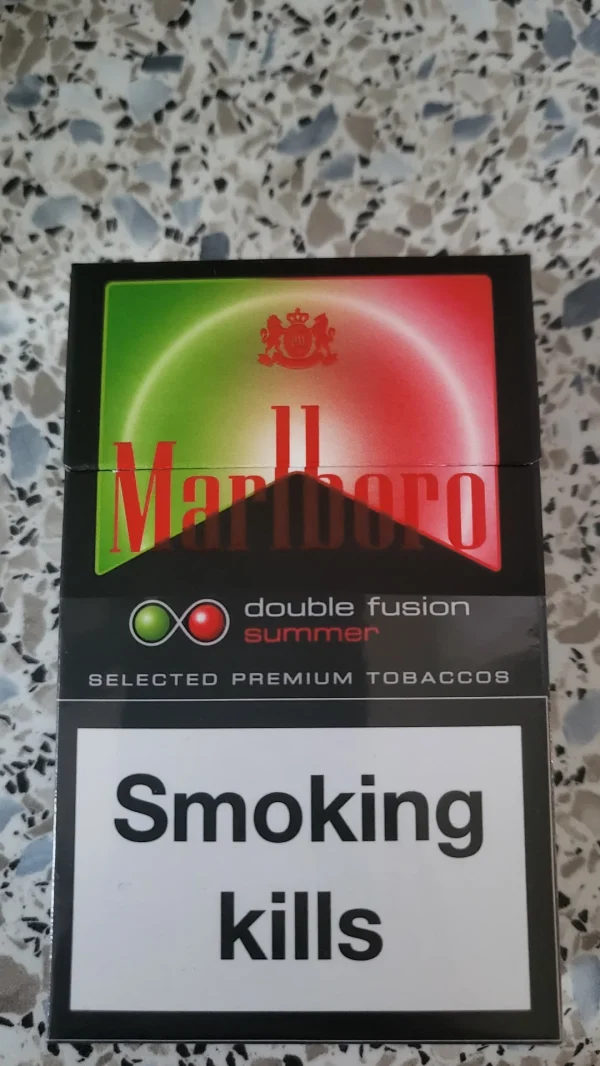 Marlboro
double fusion
summer
SELECTED PREMIUM TOBACCOS
Smoking
kills